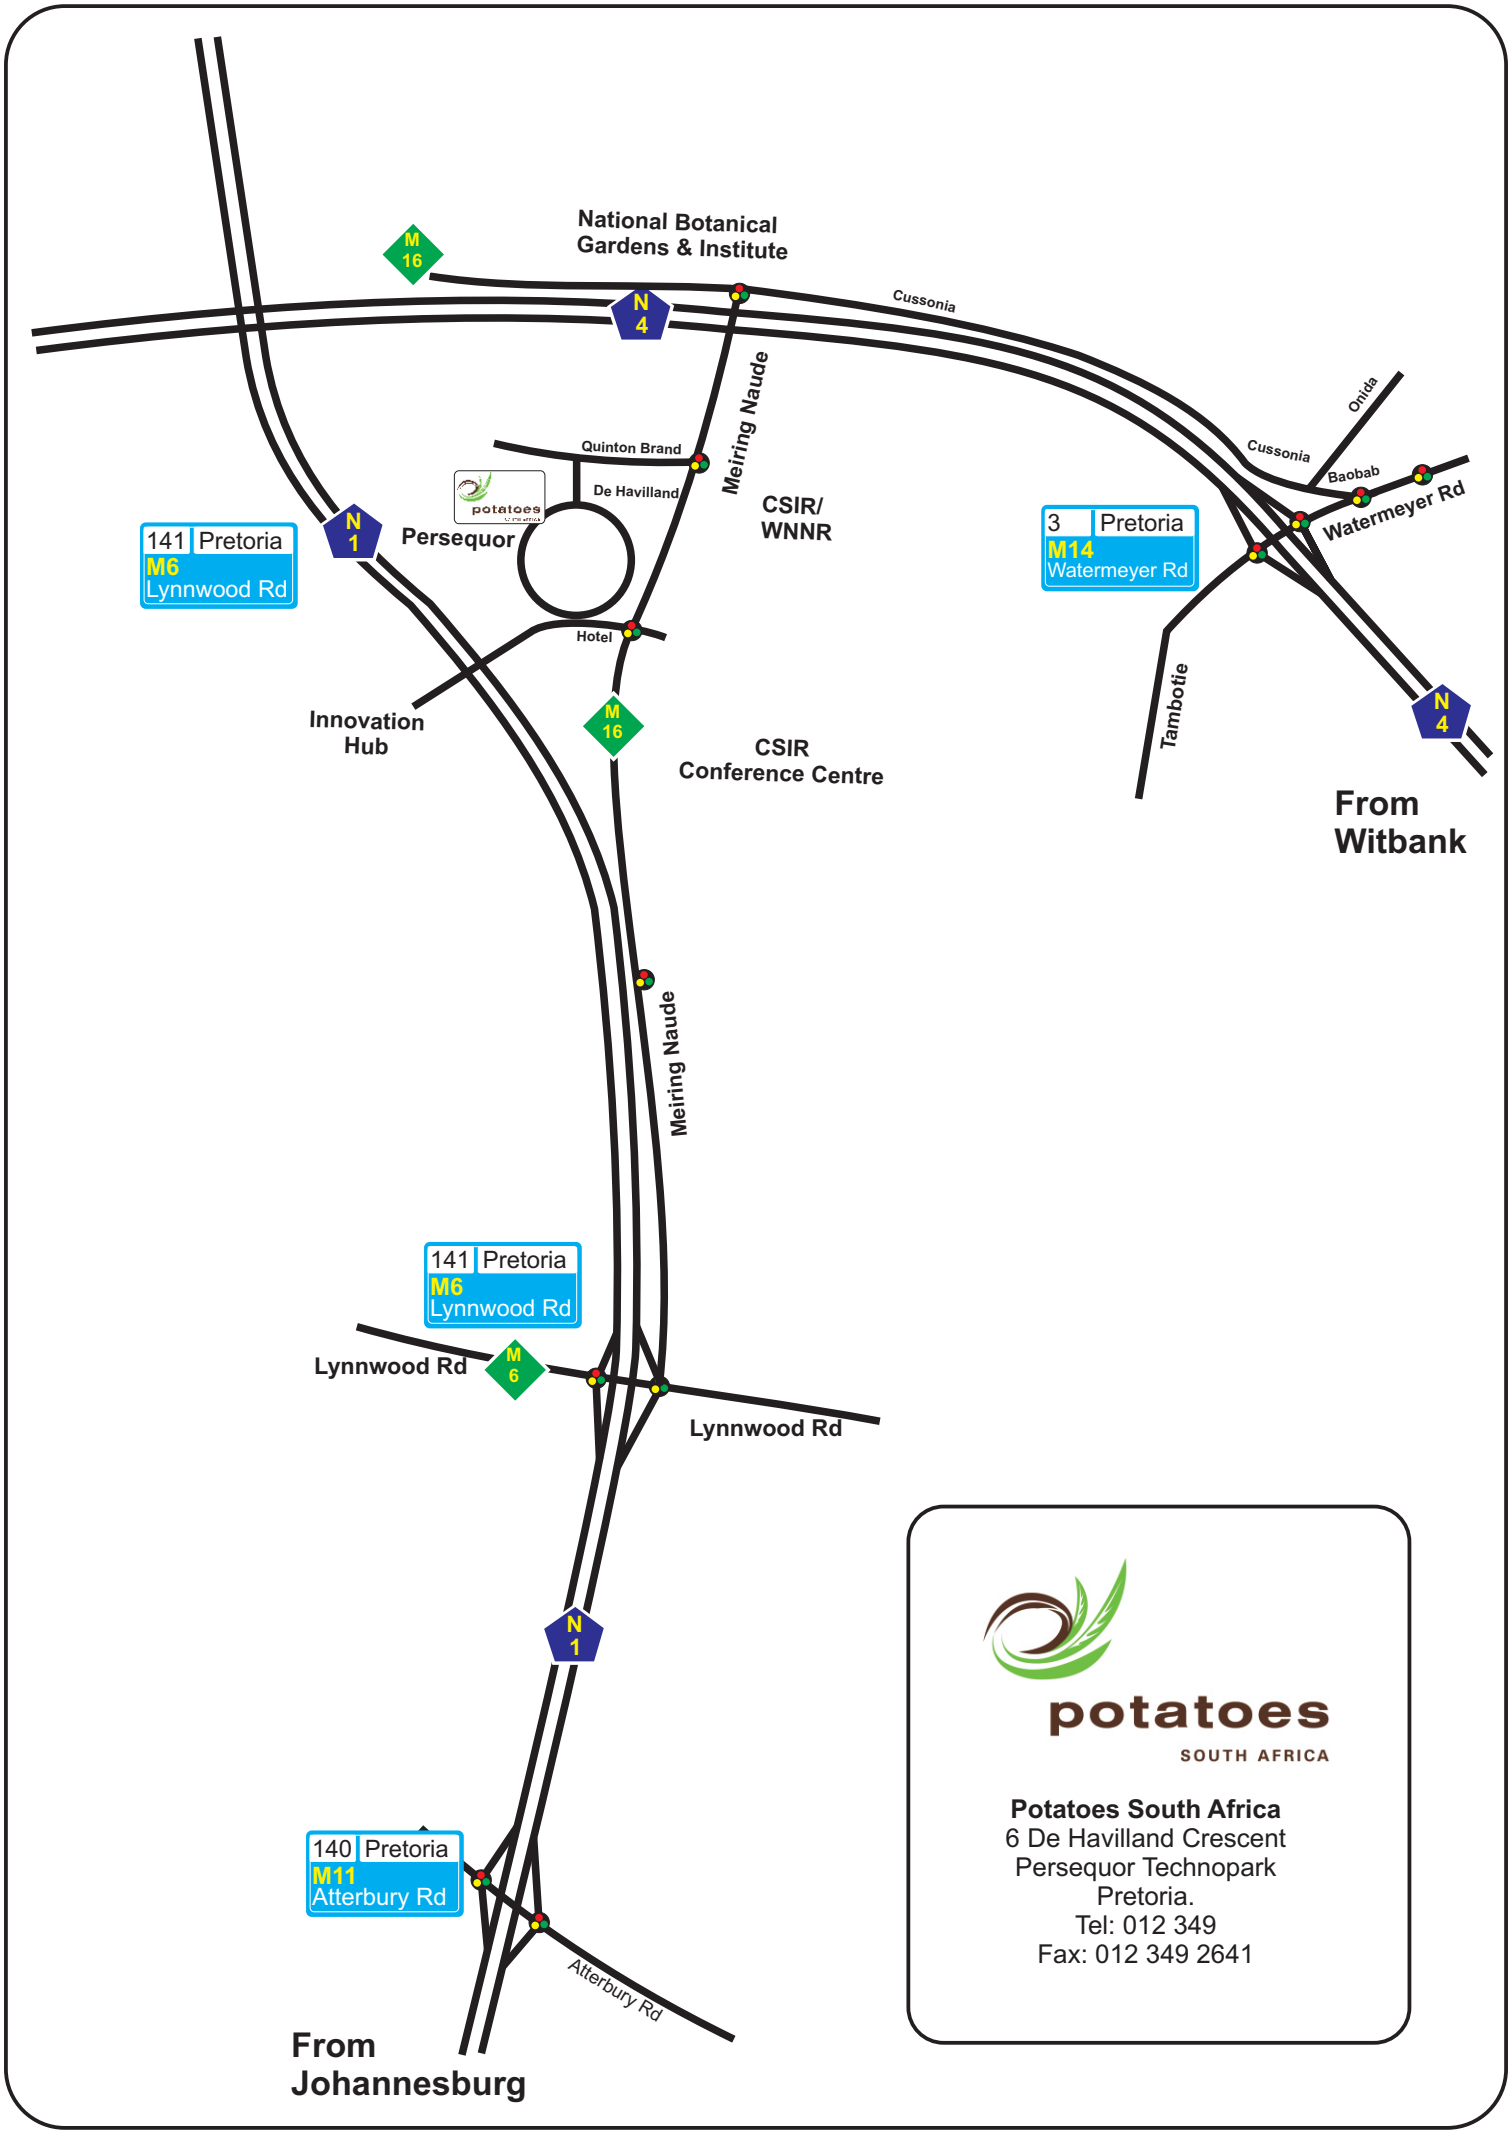 National Botanical
Gardens & Institute
M
16
Cussonia
N
4
Meiring Naude
Onida
Cussonia
Baobab
Watermeyer Rd
Quinton Brand
De Havilland
potatoes
Persequor
CSIR/
WNNR
N
1
141 Pretoria
M6
Lynnwood Rd
3 Pretoria
M14
Watermeyer Rd
Hotel
Innovation
Hub
M
16
Tambotie
N
4
CSIR
Conference Centre
From
Witbank
Meiring Naude
141 Pretoria
M6
Lynnwood Rd
Lynnwood Rd
M
6
Lynnwood Rd
N
1
140 Pretoria
M11
Atterbury Rd
Atterbury Rd
From
Johannesburg
potatoes
SOUTH AFRICA
Potatoes South Africa
6 De Havilland Crescent
Persequor Technopark
Pretoria.
Tel: 012 349
Fax: 012 349 2641